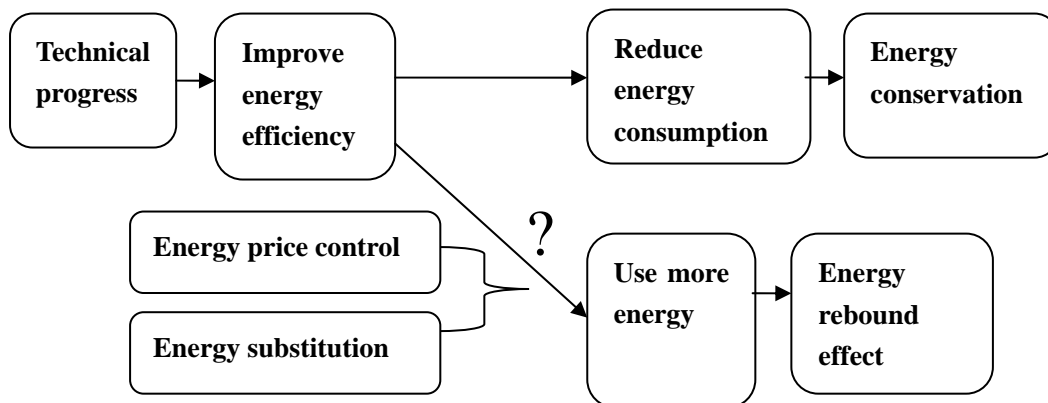 Technical
progress
Improve
energy
efficiency
Reduce
energy
consumption
Energy
conservation
?
Energy price control
Energy substitution
Use more
energy
Energy
rebound
effect